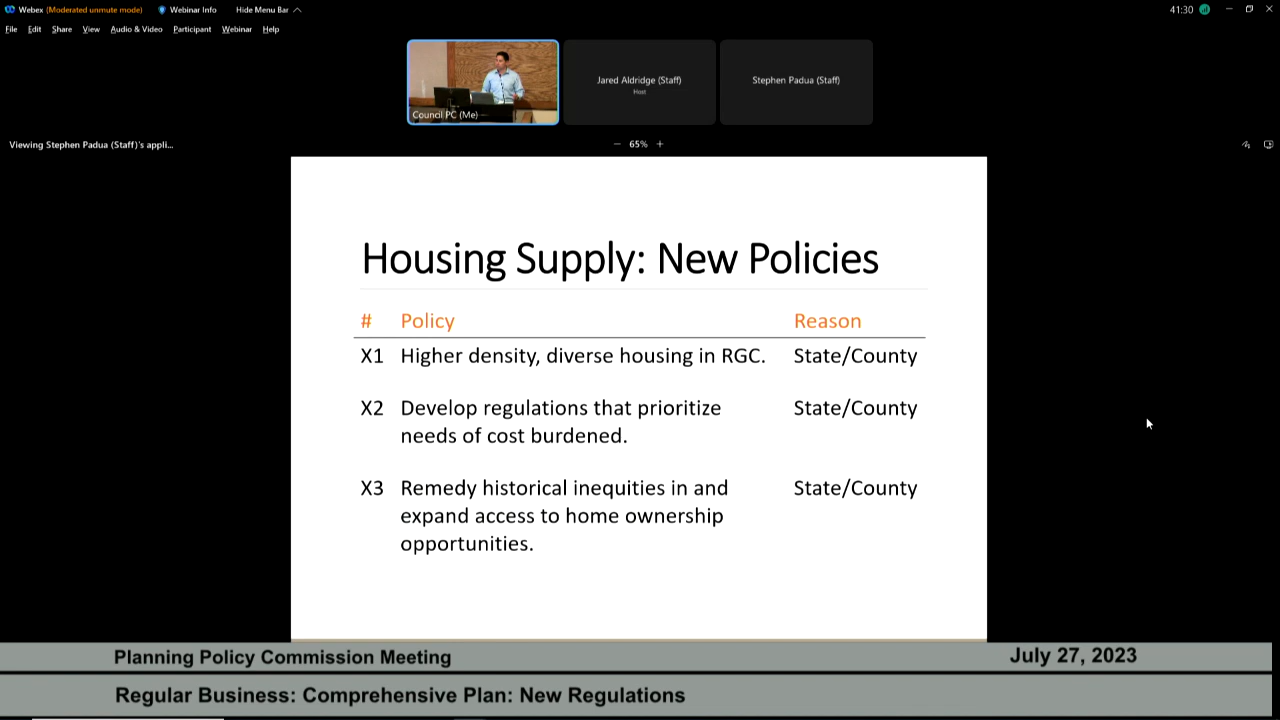 Webex (Moderated unmute mode) Webinar Info Hide Menu Bar 41:30
File Edit Share View Audio & Video Participant Webinar Help
Council PC (Me)
Jared Aldridge (Staff)
Host
Stephen Padua (Staff)
Viewing Stephen Padua (Staff)'s appli...
65%
Housing Supply: New Policies
# Policy Reason
X1 Higher density, diverse housing in RGC. State/County
X2 Develop regulations that prioritize State/County
needs of cost burdened.
X3 Remedy historical inequities in and State/County
expand access to home ownership
opportunities.
Planning Policy Commission Meeting July 27, 2023
Regular Business: Comprehensive Plan: New Regulations